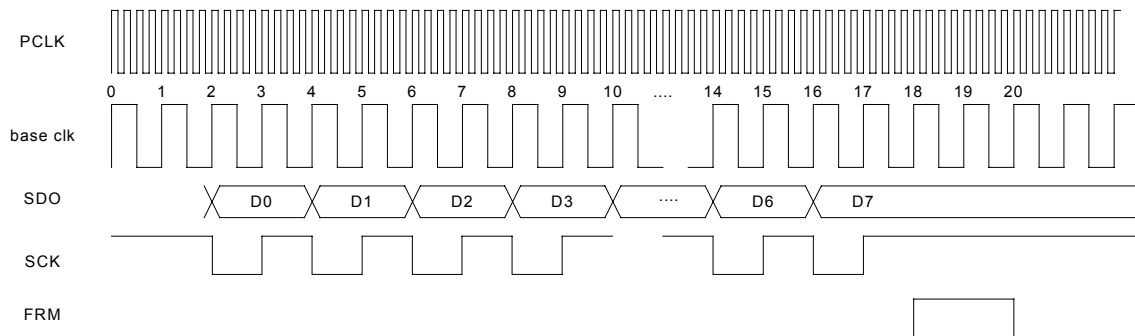 PCLK
0 1 2 3 4 5 6 7 8 9 10 .... 14 15 16 17 18 19 20
base clk
SDO D0 D1 D2 D3 .... D6 D7
SCK
FRM